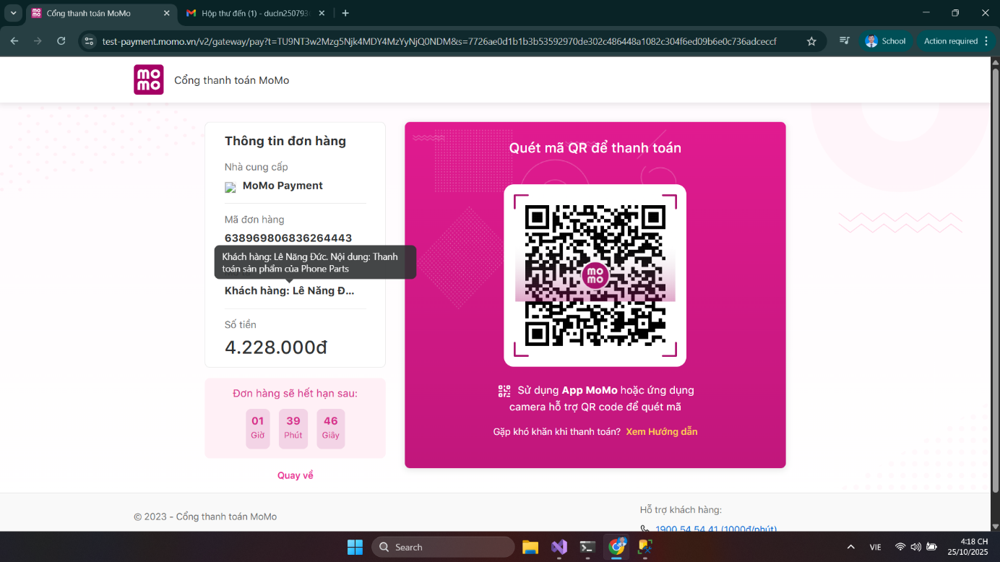 Cổng thanh toán MoMo
Hộp thư đến (1) - ducln250793
test-payment.momo.vn/v2/gateway/pay?t=TU9NT3w2Mzg5Njk4MDY4MzYyNjQ0NDM&s=7726ae0d1b1b3b53592970de302c486448a1082c304f6ed09b6e0c736adceccf
School
Action required
mo
mo
Cổng thanh toán MoMo
Thông tin đơn hàng
Nhà cung cấp
MoMo Payment
Mã đơn hàng
638969806836264443
Khách hàng: Lê Năng Đức. Nội dung: Thanh
toán sản phẩm của Phone Parts
Khách hàng: Lê Năng Đ...
Số tiền
4.228.000đ
Đơn hàng sẽ hết hạn sau:
01 39 46
Giờ Phút Giây
Quay về
Quét mã QR để thanh toán
mo
mo
Sử dụng App MoMo hoặc ứng dụng
camera hỗ trợ QR code để quét mã
Gặp khó khăn khi thanh toán? Xem Hướng dẫn
© 2023 - Cổng thanh toán MoMo
Hỗ trợ khách hàng:
1900 54 54 41 (1000đ/phút)
Search
VIE
4:18 CH
25/10/2025